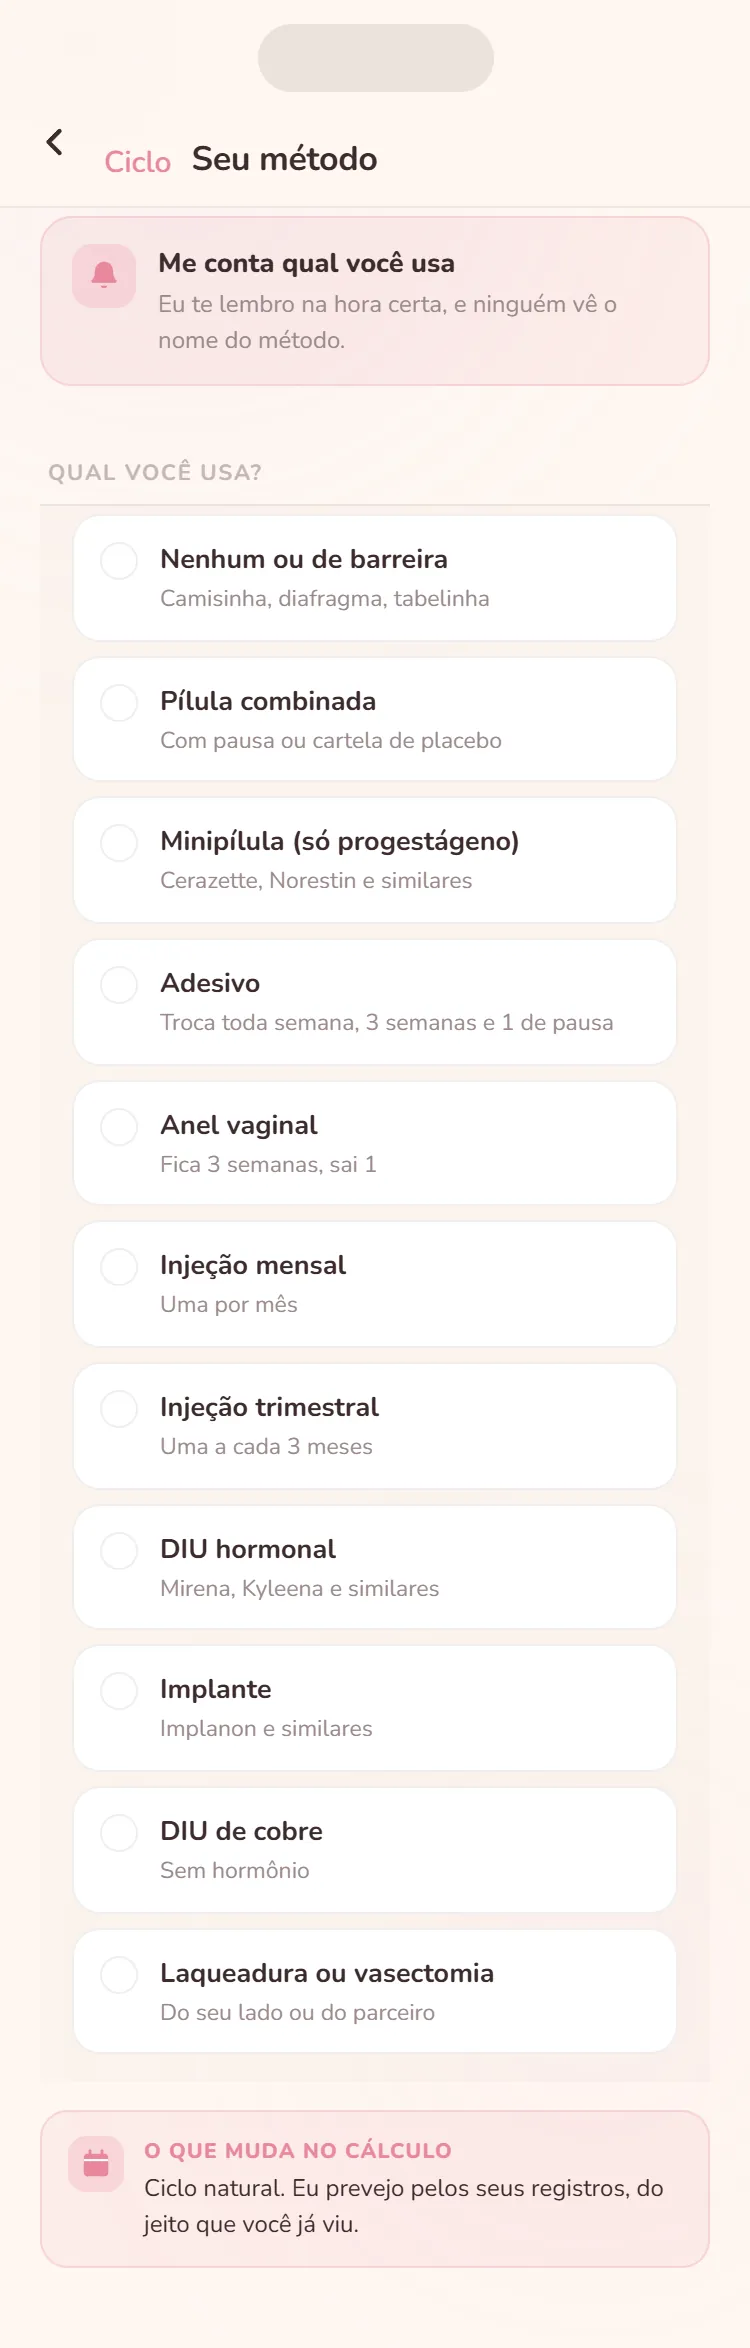 Ciclo Seu método
Me conta qual você usa
Eu te lembro na hora certa, e ninguém vê o
nome do método.
QUAL VOCÊ USA?
Nenhum ou de barreira
Camisinha, diafragma, tabelinha
Pílula combinada
Com pausa ou cartela de placebo
Minipílula (só progestágeno)
Cerazette, Norestin e similares
Adesivo
Troca toda semana, 3 semanas e 1 de pausa
Anel vaginal
Fica 3 semanas, sai 1
Injeção mensal
Uma por mês
Injeção trimestral
Uma a cada 3 meses
DIU hormonal
Mirena, Kyleena e similares
Implante
Implanon e similares
DIU de cobre
Sem hormônio
Laqueadura ou vasectomia
Do seu lado ou do parceiro
O QUE MUDA NO CÁLCULO
Ciclo natural. Eu prevejo pelos seus registros, do
jeito que você já viu.